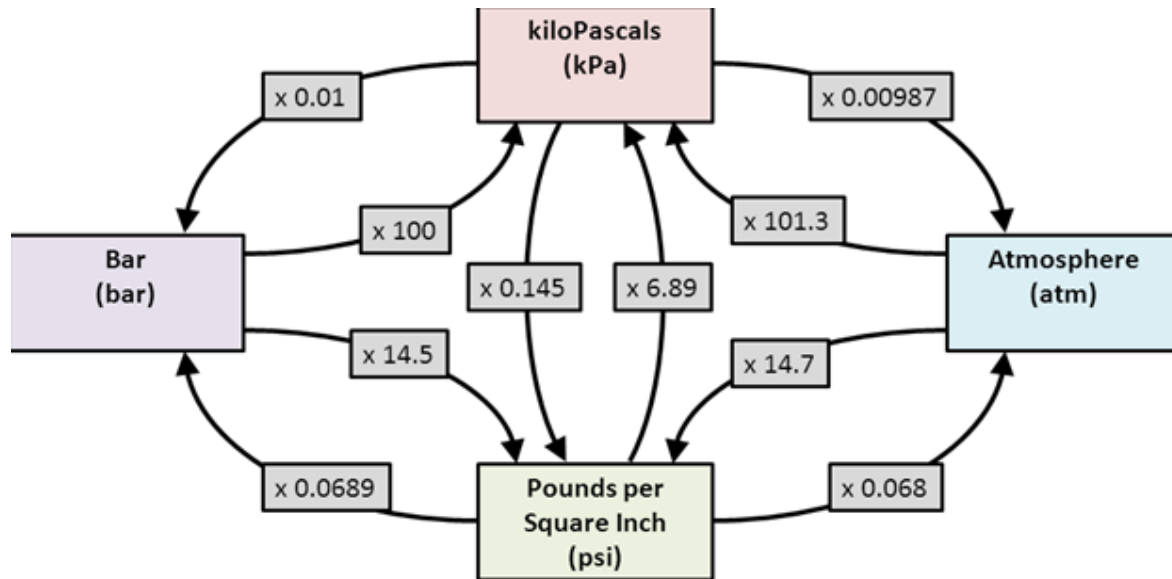 kiloPascals
(kPa)
x 0.01
x 0.00987
x 100
x 101.3
Bar
(bar)
x 0.145
x 6.89
Atmosphere
(atm)
x 14.5
x 14.7
x 0.0689
Pounds per
Square Inch
(psi)
x 0.068